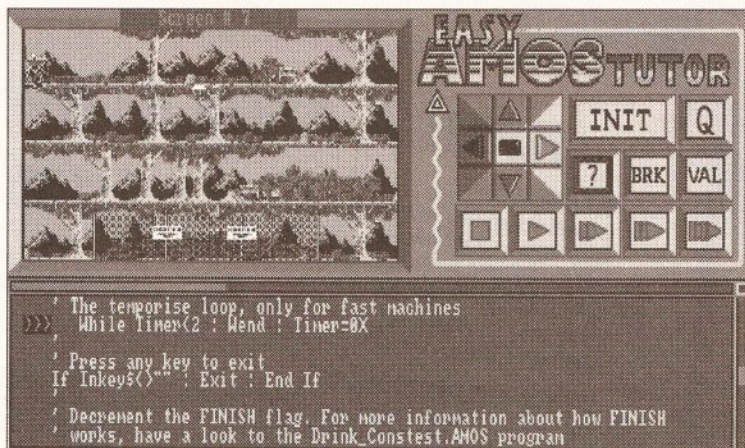 Screen # 7
EASY
AMOS TUTOR
INIT
Q
?
BRK
VAL
' The temporise loop, only for fast machines
>>> While Timer<2 : Wend : Timer=0X
'
' Press any key to exit
If Inkey$<>"" : Exit : End If
'
' Decrement the FINISH flag. For more information about how FINISH
' works, have a look to the Drink_Constest.AMOS program